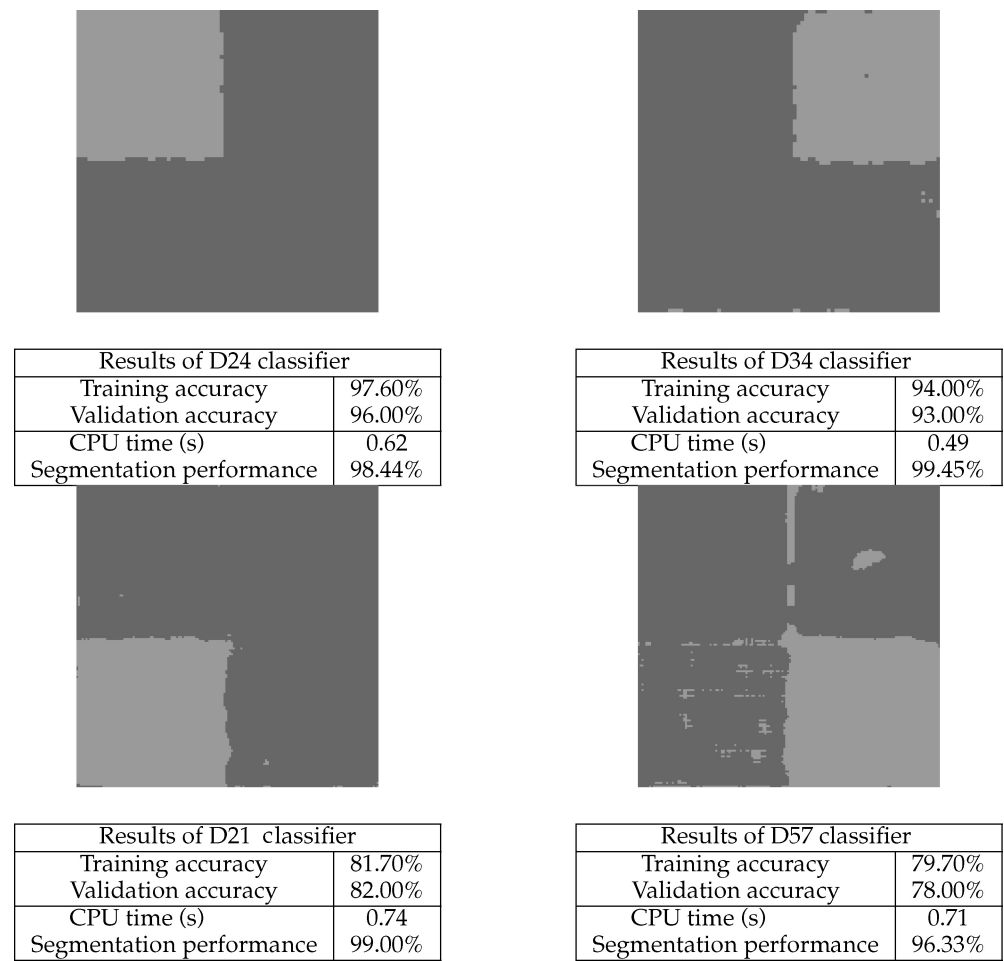 Results of D24 classifier
Training accuracy 97.60%
Validation accuracy 96.00%
CPU time (s) 0.62
Segmentation performance 98.44%
Results of D34 classifier
Training accuracy 94.00%
Validation accuracy 93.00%
CPU time (s) 0.49
Segmentation performance 99.45%
Results of D21 classifier
Training accuracy 81.70%
Validation accuracy 82.00%
CPU time (s) 0.74
Segmentation performance 99.00%
Results of D57 classifier
Training accuracy 79.70%
Validation accuracy 78.00%
CPU time (s) 0.71
Segmentation performance 96.33%